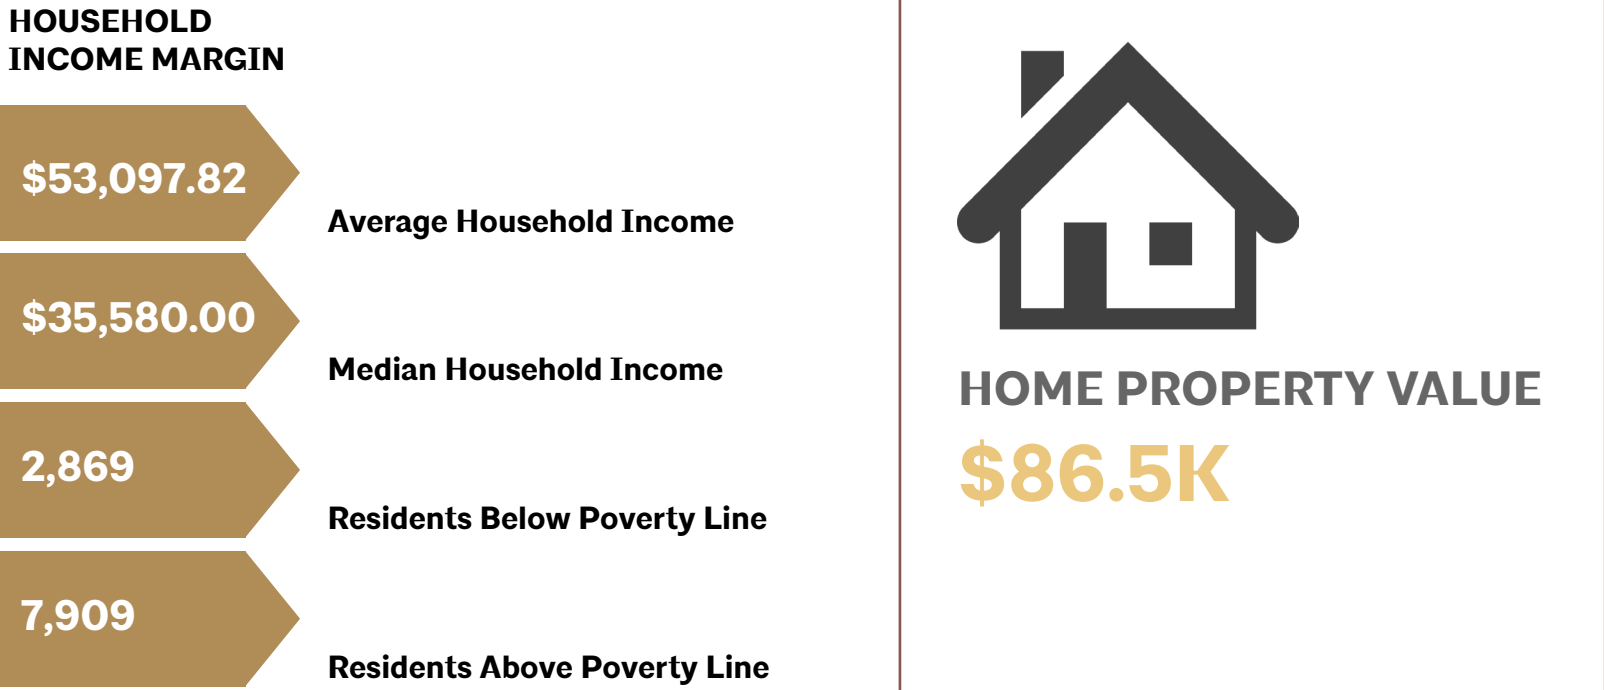 HOUSEHOLD
INCOME MARGIN
$53,097.82
Average Household Income
$35,580.00
Median Household Income
2,869
Residents Below Poverty Line
7,909
Residents Above Poverty Line
HOME PROPERTY VALUE
$86.5K